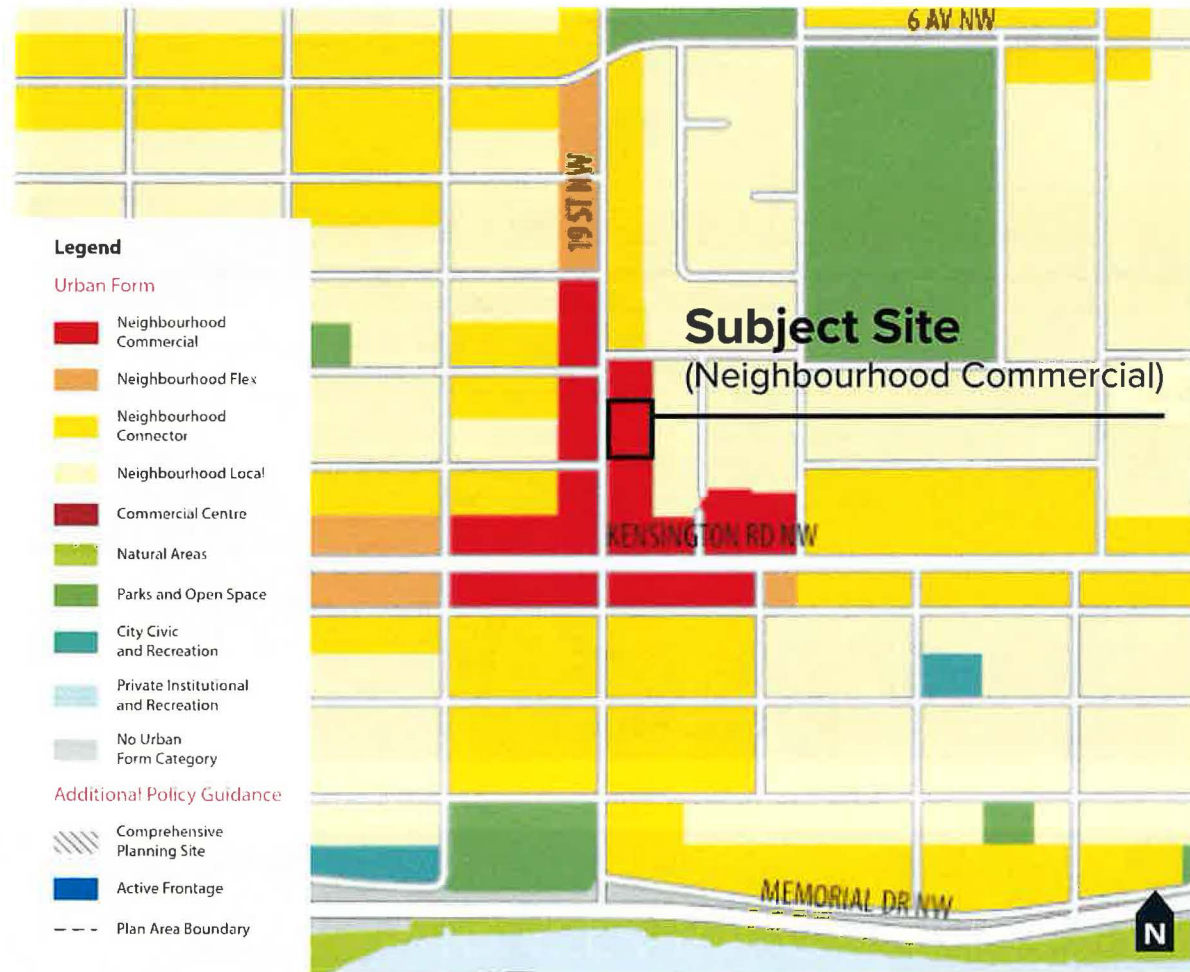 6 AV NW
19 ST NW
Legend
Urban Form
Neighbourhood
Commercial
Neighbourhood Flex
Neighbourhood
Connector
Neighbourhood Local
Commercial Centre
Natural Areas
Parks and Open Space
City Civic
and Recreation
Private Institutional
and Recreation
No Urban
Form Category
Additional Policy Guidance
Comprehensive
Planning Site
Active Frontage
Plan Area Boundary
Subject Site
(Neighbourhood Commercial)
KENSINGTON RD NW
MEMORIAL DR NW
N